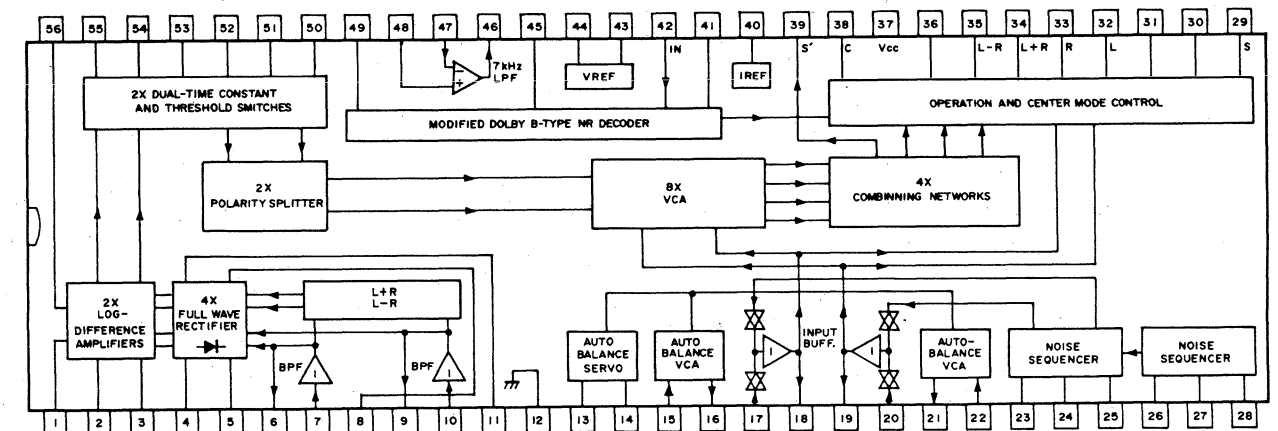 56 55 54 53 52 51 50 49 48 47 46 45 44 43 42 41 40 39 38 37 36 35 34 33 32 31 30 29
IN S' C Vcc L-R L+R R L S
7kHz
LPF
VREF
IREF
2X DUAL-TIME CONSTANT
AND THRESHOLD SMITCHES
MODIFIED DOLBY B-TYPE NR DECODER
OPERATION AND CENTER MODE CONTROL
2X
POLARITY SPLITTER
8X
VCA
4X
COMBINNING NETWORKS
2X
LOG-
DIFFERENCE
AMPLIFIERS
4X
FULL WAVE
RECTIFIER
L+R
L-R
BPF
1
BPF
1
AUTO
BALANCE
SERVO
AUTO
BALANCE
VCA
1
INPUT
BUFF.
1
AUTO-
BALANCE
VCA
NOISE
SEQUENCER
NOISE
SEQUENCER
1 2 3 4 5 6 7 8 9 10 11 12 13 14 15 16 17 18 19 20 21 22 23 24 25 26 27 28